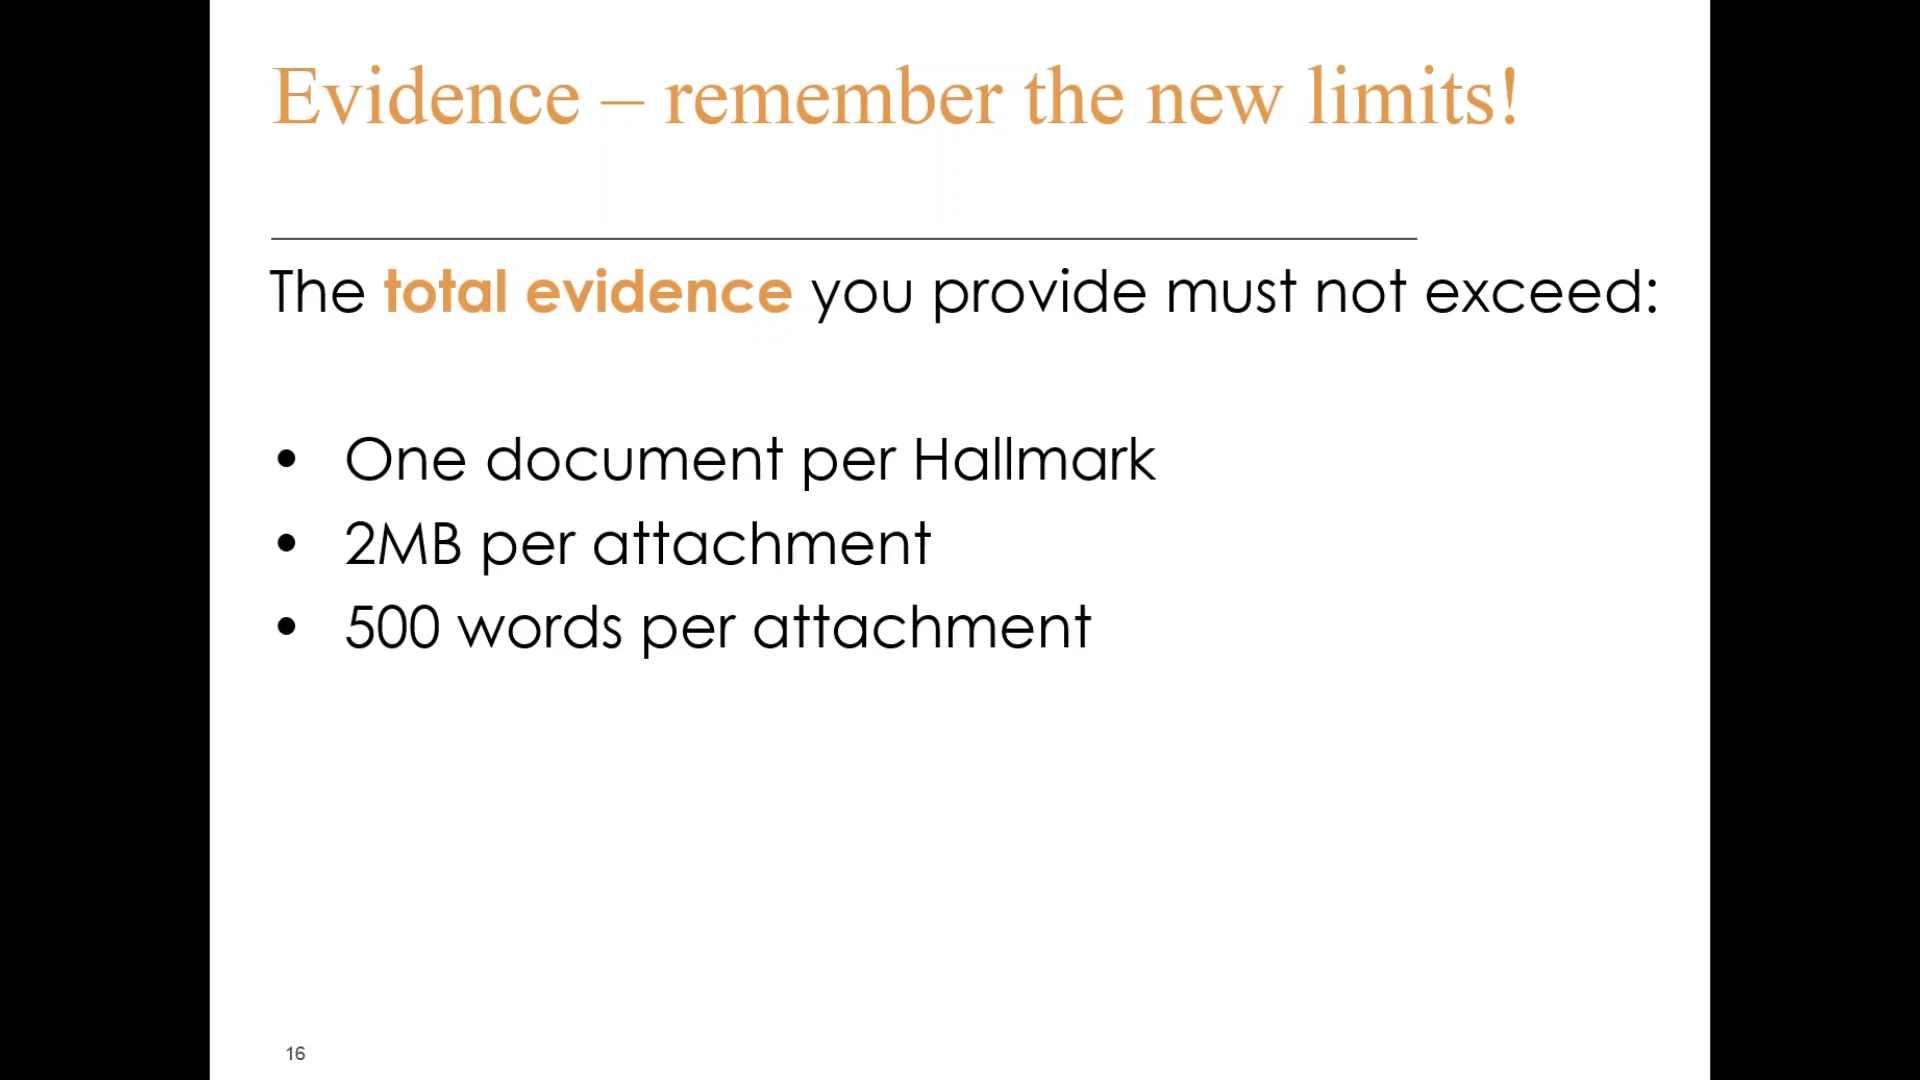 Evidence – remember the new limits!
The total evidence you provide must not exceed:
• One document per Hallmark
• 2MB per attachment
• 500 words per attachment
16